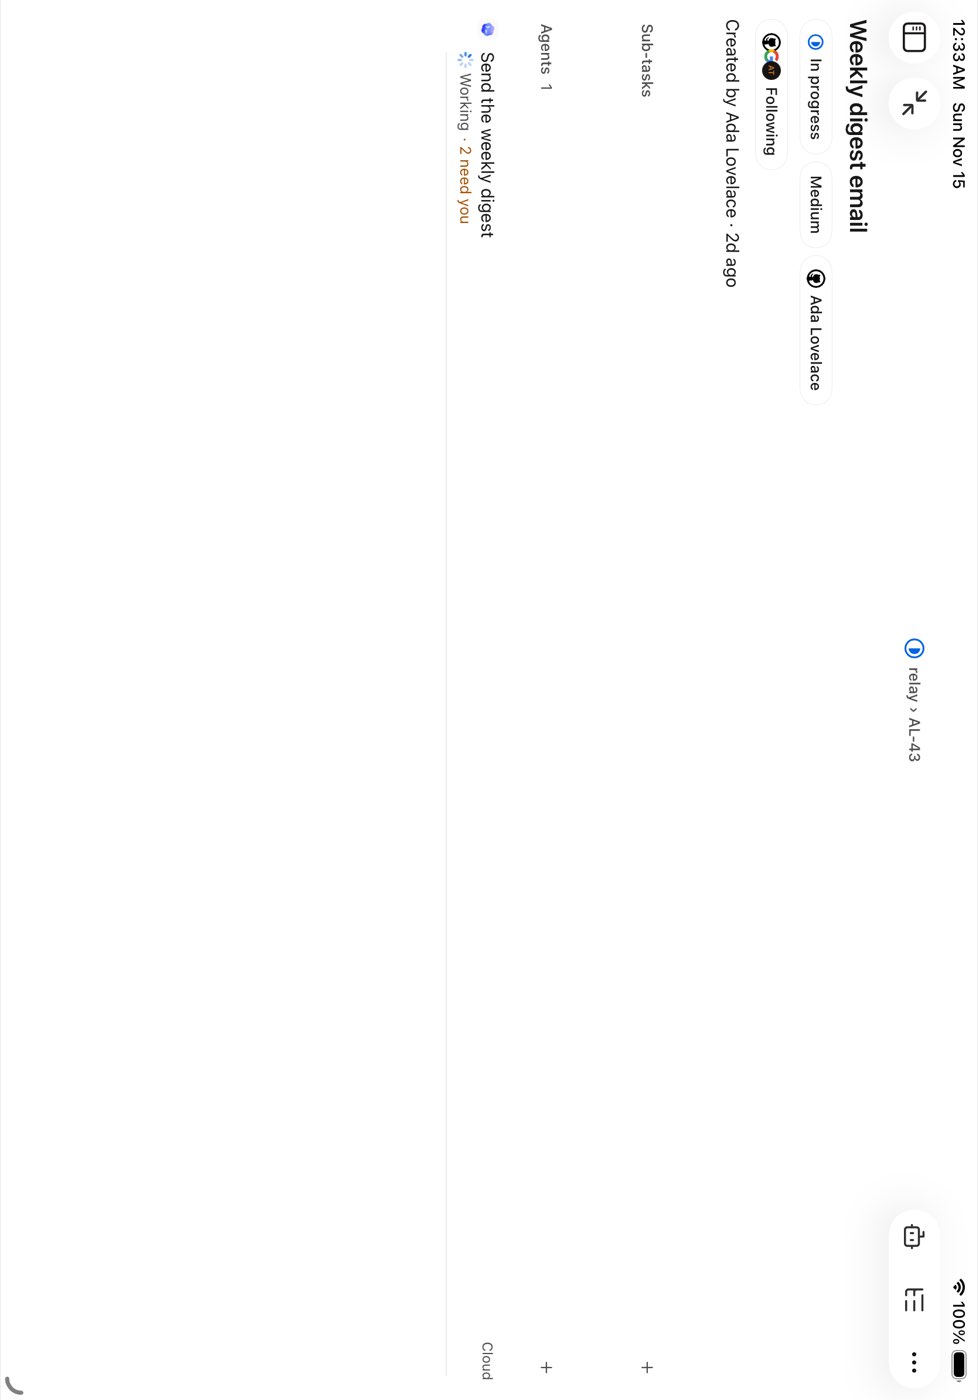 12:33 AM Sun Nov 15
100%
relay › AL-43
Weekly digest email
In progress
Medium
Ada Lovelace
AT
Following
Created by Ada Lovelace · 2d ago
Sub-tasks
Agents 1
Send the weekly digest
Cloud
Working · 2 need you